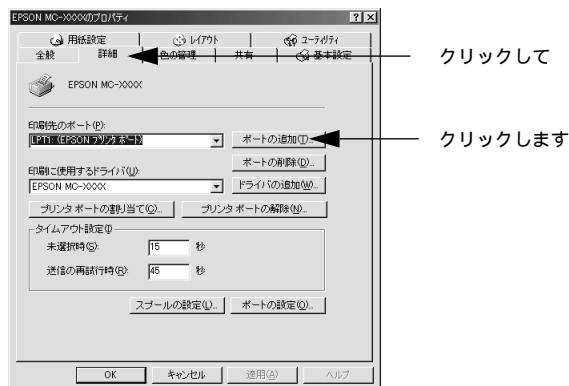 EPSON MC-XXXXのプロパティ
用紙設定 レイアウト ユーティリティ
全般 詳細 色の管理 共有 基本設定
クリックして
EPSON MC-XXXX
印刷先のポート(P):
LPT1: (EPSON プリンタ ポート)
ポートの追加(T)...
クリックします
ポートの削除(D)...
印刷に使用するドライバ(U):
EPSON MC-XXXX
ドライバの追加(W)...
プリンタ ポートの割り当て(C)...
プリンタ ポートの解除(N)...
タイムアウト設定
未選択時(S): 15 秒
送信の再試行時(R): 45 秒
スプールの設定(L)...
ポートの設定(O)...
OK キャンセル 適用(A) ヘルプ